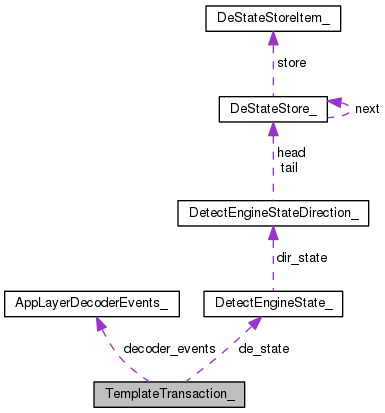 DeStateStoreItem_
store
DeStateStore_
next
head
tail
DetectEngineStateDirection_
dir_state
AppLayerDecoderEvents_
DetectEngineState_
decoder_events
de_state
TemplateTransaction_